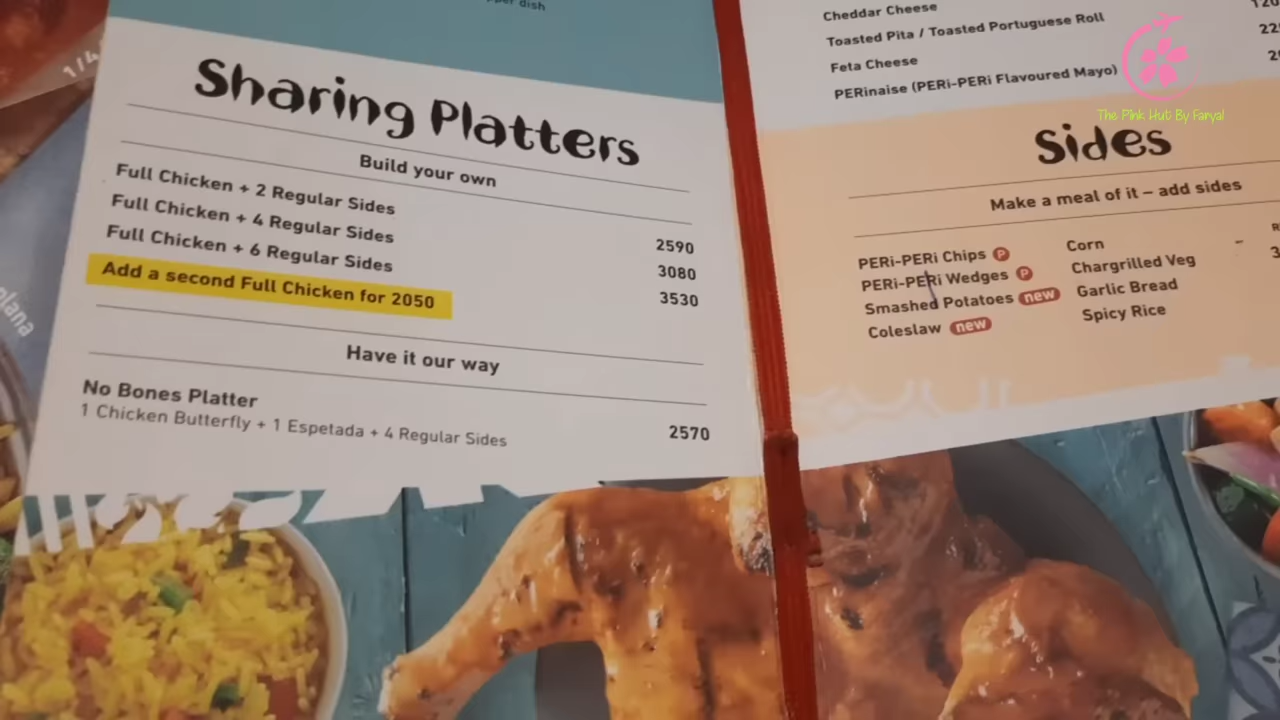 dish
1/4
Sharing Platters
Build your own
Full Chicken + 2 Regular Sides 2590
Full Chicken + 4 Regular Sides 3080
Full Chicken + 6 Regular Sides 3530
Add a second Full Chicken for 2050
Have it our way
No Bones Platter
1 Chicken Butterfly + 1 Espetada + 4 Regular Sides 2570
Cheddar Cheese
Toasted Pita / Toasted Portuguese Roll
Feta Cheese
PERinaise (PERi-PERi Flavoured Mayo)
The Pink Hut By Faryal
Sides
Make a meal of it – add sides
PERi-PERi Chips P
PERi-PERi Wedges P
Smashed Potatoes new
Coleslaw new
Corn
Chargrilled Veg
Garlic Bread
Spicy Rice